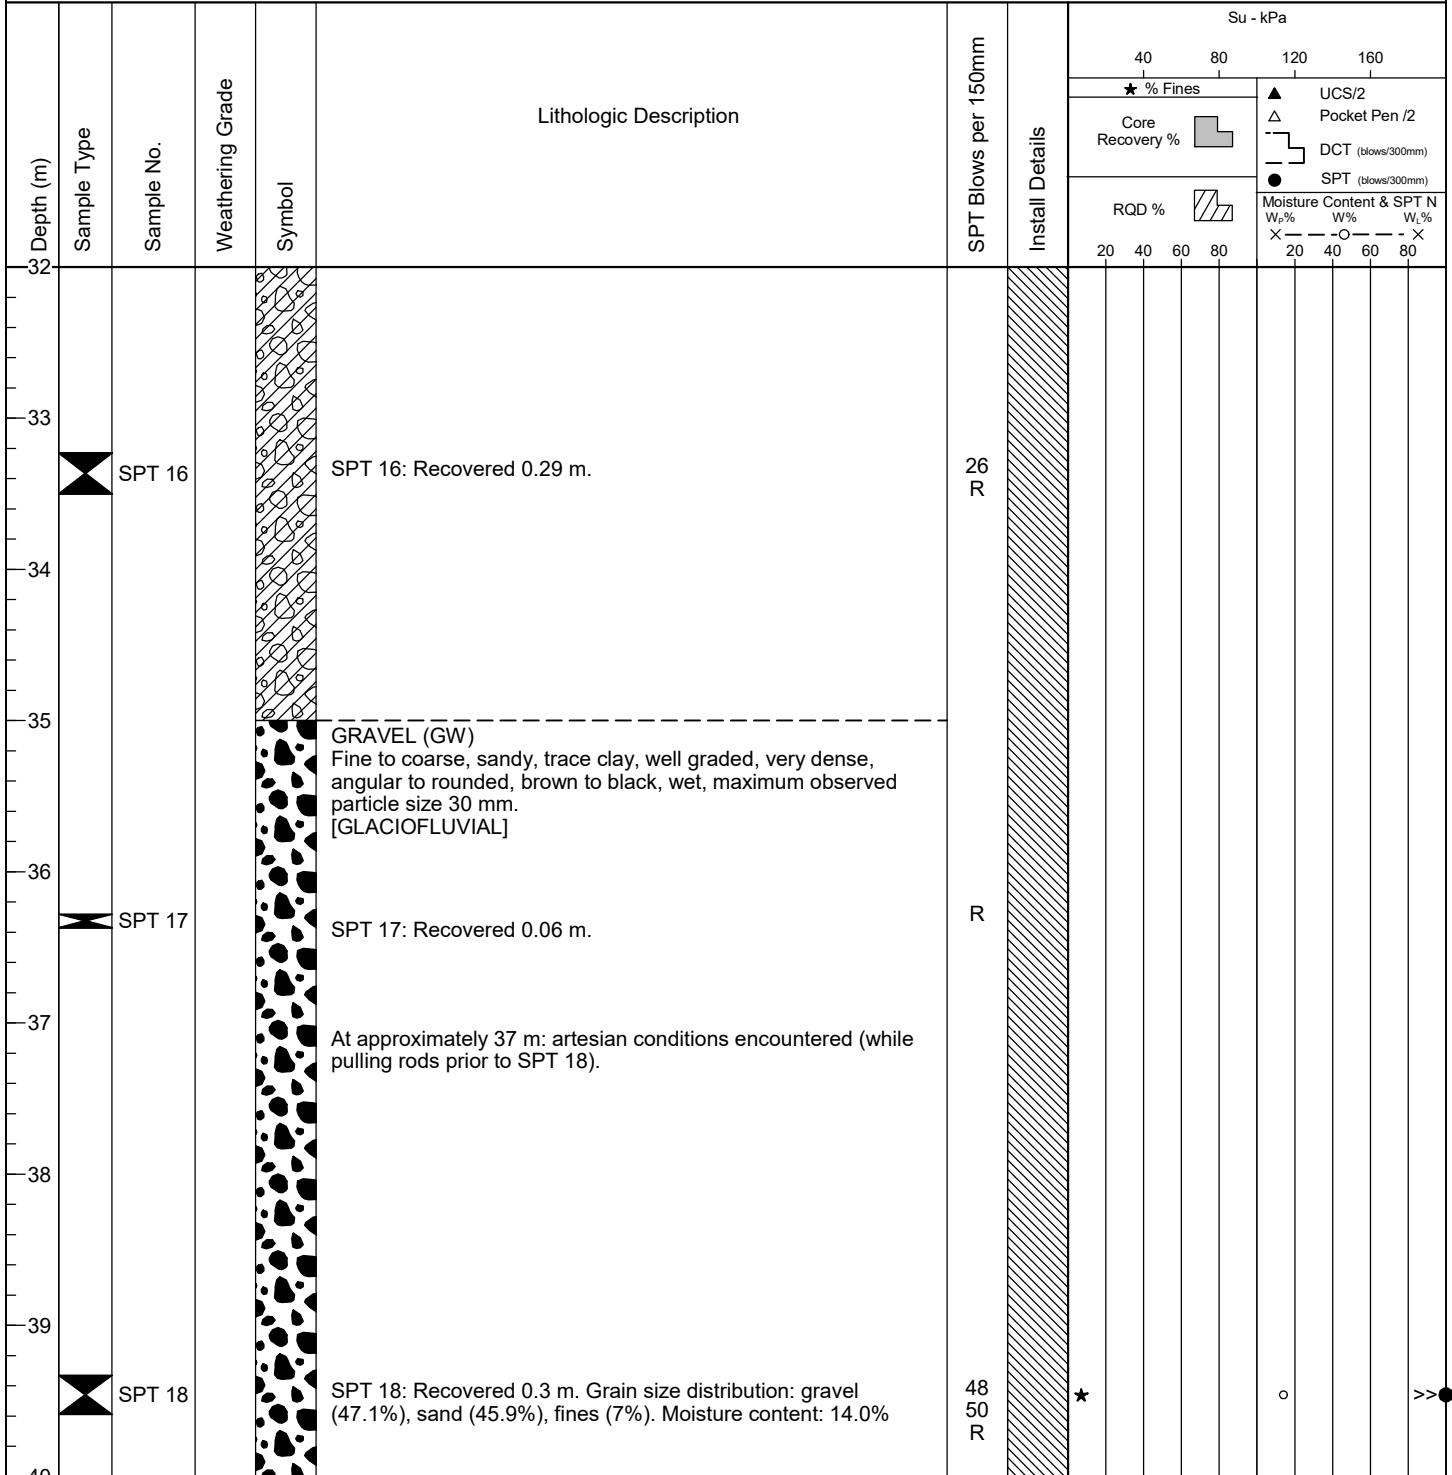 Su - kPa
40 80 120 160
★ % Fines
Core
Recovery %
RQD %
20 40 60 80
▲ UCS/2
△ Pocket Pen /2
DCT (blows/300mm)
● SPT (blows/300mm)
Moisture Content & SPT N
WP% W% WL%
20 40 60 80
Depth (m)
Sample Type
Sample No.
Weathering Grade
Symbol
Lithologic Description
SPT Blows per 150mm
Install Details
32
33
SPT 16 SPT 16: Recovered 0.29 m. 26
R
34
35
GRAVEL (GW)
Fine to coarse, sandy, trace clay, well graded, very dense,
angular to rounded, brown to black, wet, maximum observed
particle size 30 mm.
[GLACIOFLUVIAL]
36
SPT 17 SPT 17: Recovered 0.06 m. R
37
At approximately 37 m: artesian conditions encountered (while
pulling rods prior to SPT 18).
38
39
SPT 18 SPT 18: Recovered 0.3 m. Grain size distribution: gravel 48
(47.1%), sand (45.9%), fines (7%). Moisture content: 14.0% 50
R
>>
40